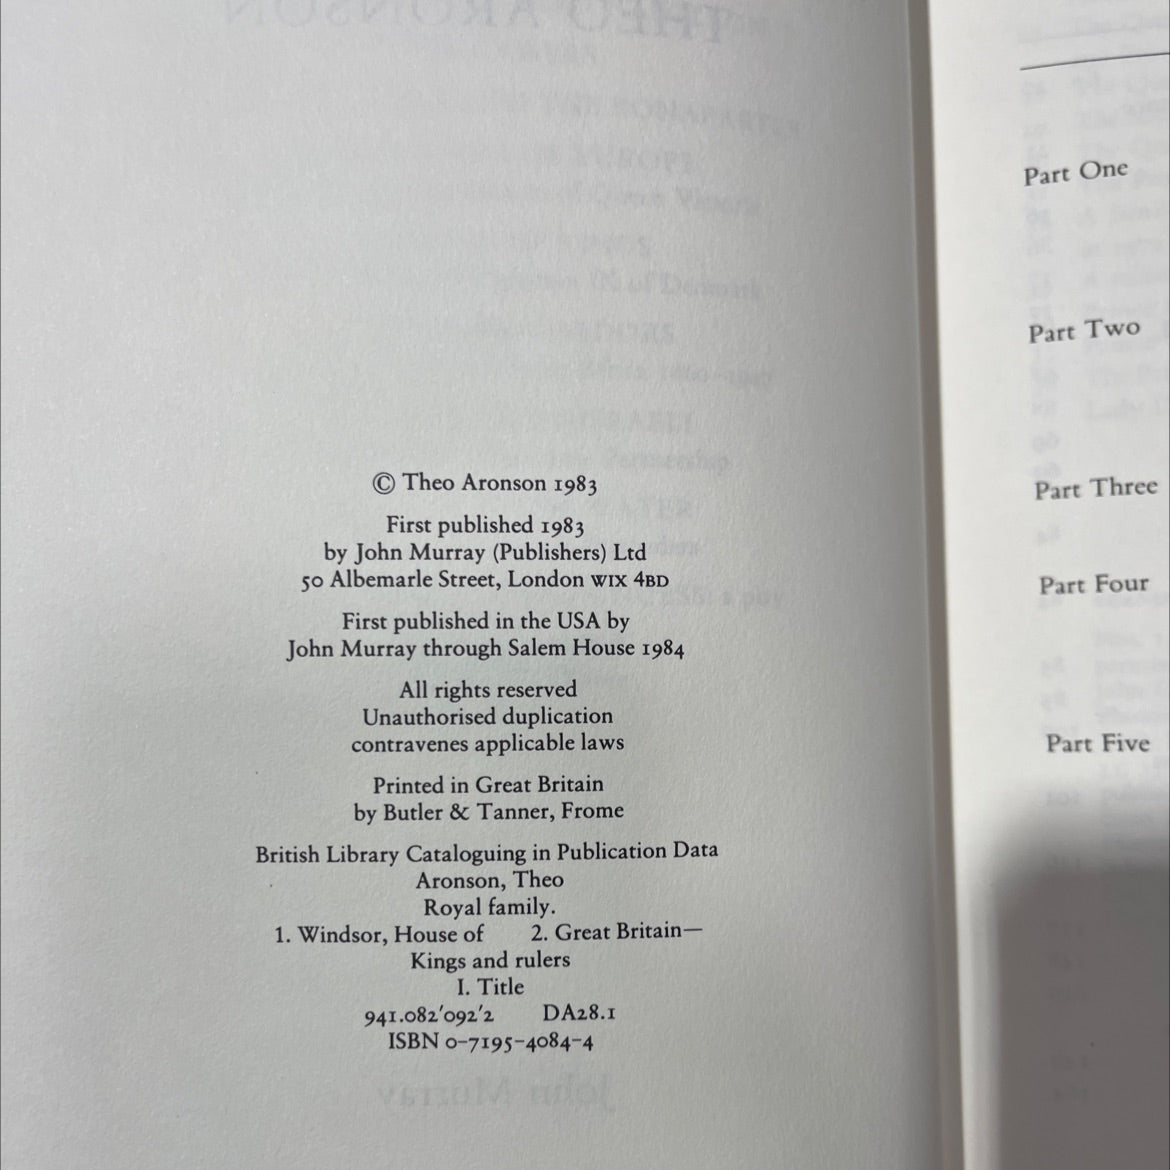 © Theo Aronson 1983
First published 1983
by John Murray (Publishers) Ltd
50 Albemarle Street, London WIX 4BD
First published in the USA by
John Murray through Salem House 1984
All rights reserved
Unauthorised duplication
contravenes applicable laws
Printed in Great Britain
by Butler & Tanner, Frome
British Library Cataloguing in Publication Data
Aronson, Theo
Royal family.
1. Windsor, House of 2. Great Britain—
Kings and rulers
I. Title
941.082′092′2 DA28.1
ISBN 0–7195–4084–4
Part One
Part Two
Part Three
Part Four
Part Five